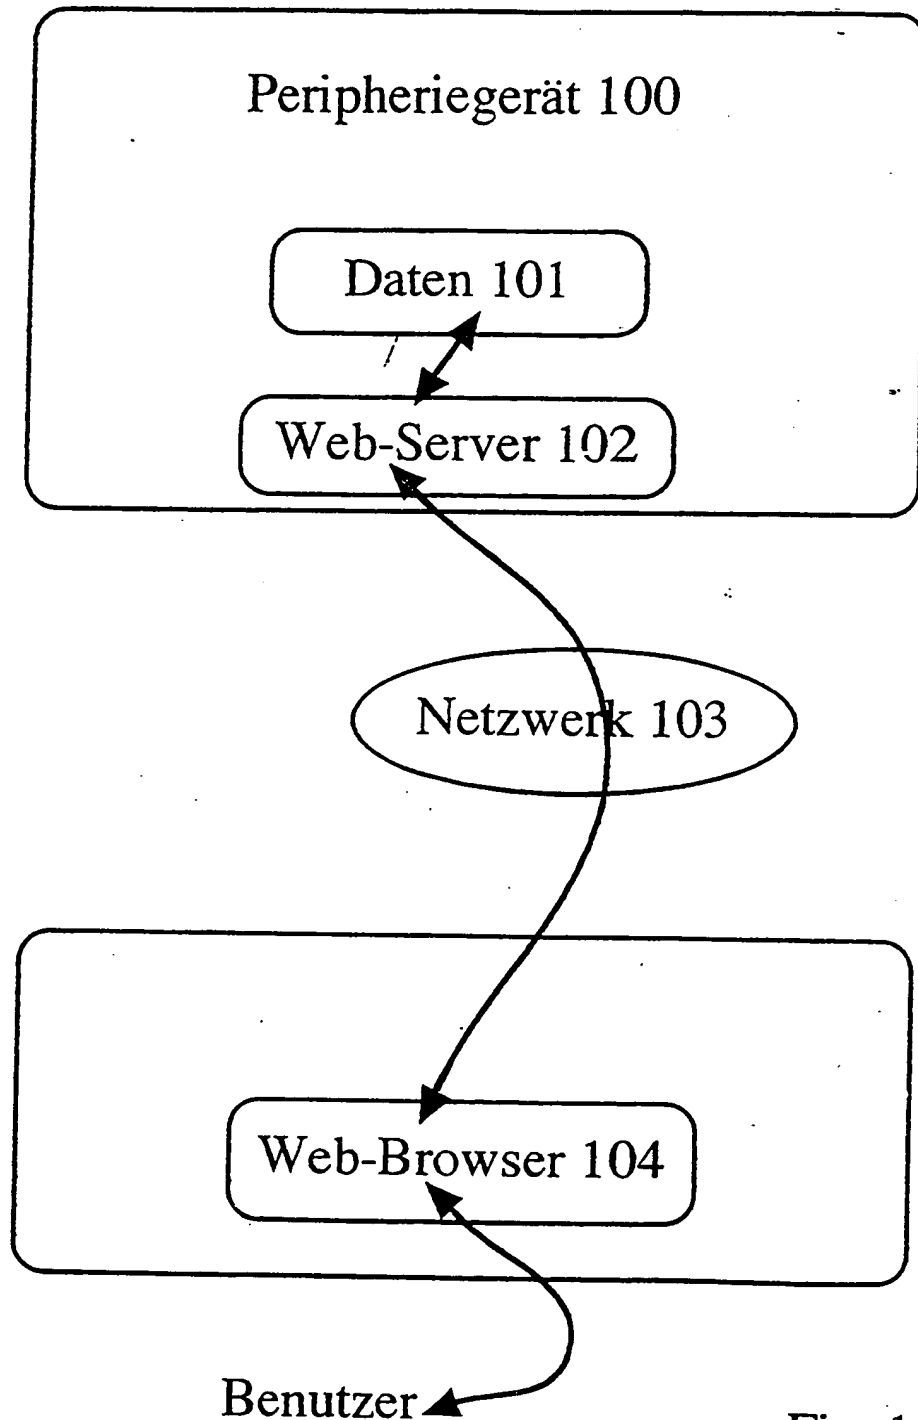 Peripheriegerät 100
Daten 101
Web-Server 102
Netzwerk 103
Web-Browser 104
Benutzer